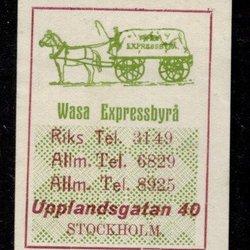 EXPRESSBYRÅ
Wasa Expressbyrå
Riks Tel. 3149
Allm. Tel. 6829
Allm. Tel. 8925
Upplandsgatan 40
STOCKHOLM.